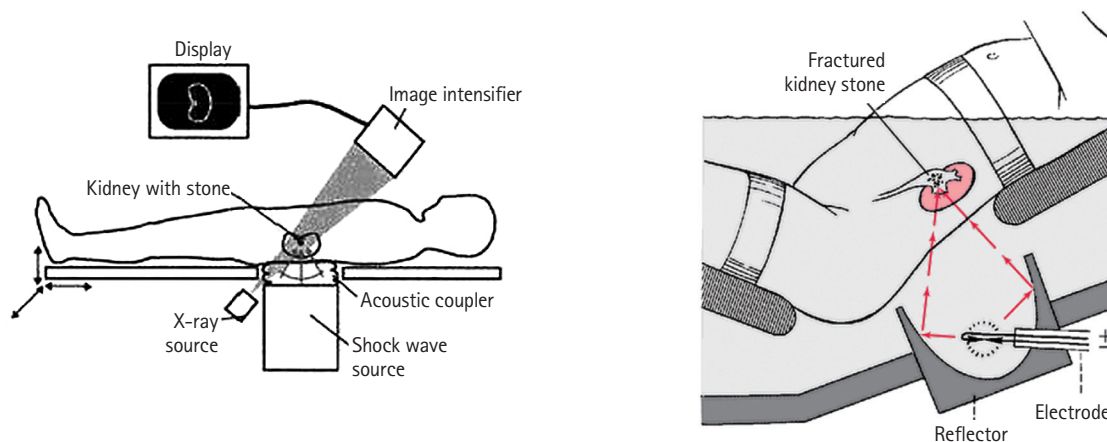 Display
Image intensifier
Kidney with stone
Acoustic coupler
X-ray
source
Shock wave
source
Fractured
kidney stone
±
Electrode
Reflector